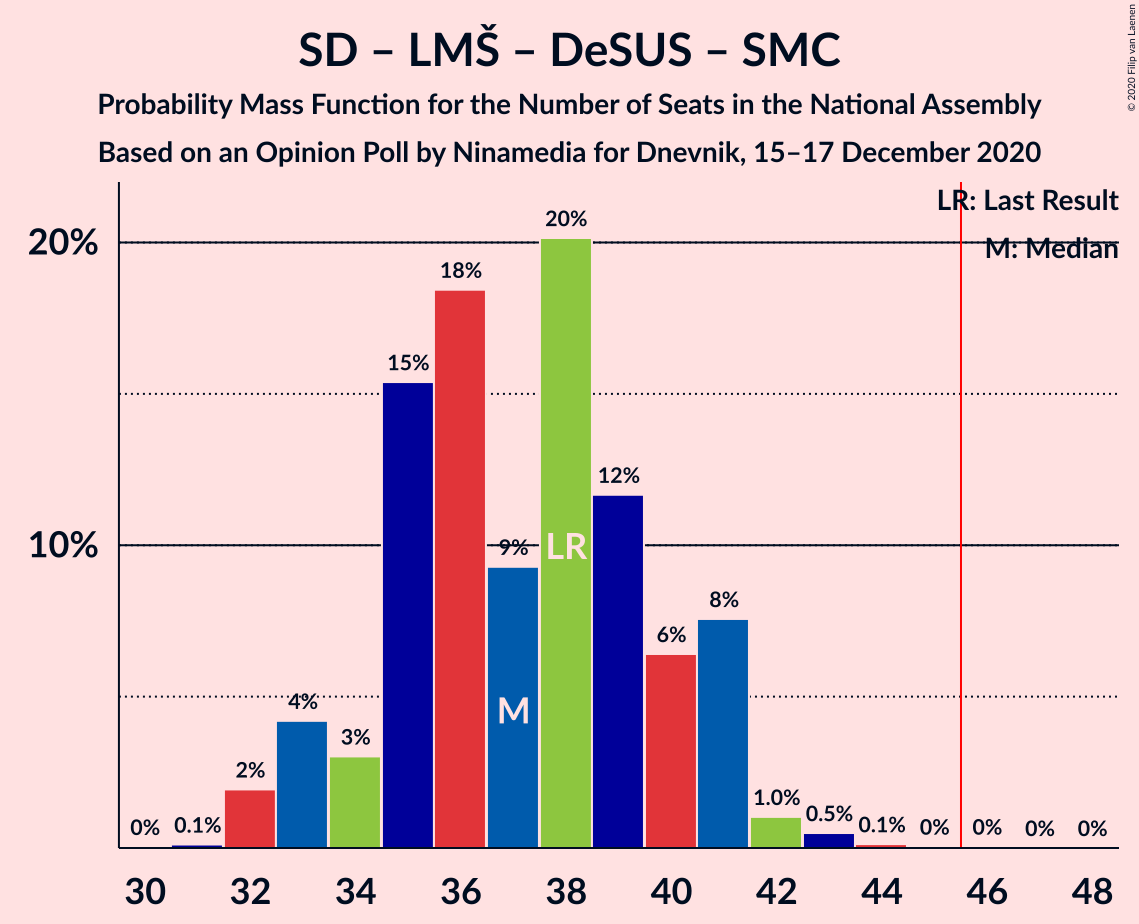 SD – LMŠ – DeSUS – SMC
Probability Mass Function for the Number of Seats in the National Assembly
Based on an Opinion Poll by Ninamedia for Dnevnik, 15–17 December 2020
© 2020 Filip van Laenen
LR: Last Result
M: Median
20%
10%
0%
0.1%
2%
4%
3%
15%
18%
9%
20%
12%
6%
8%
1.0%
0.5%
0.1%
0%
0%
0%
0%
LR
M
30 32 34 36 38 40 42 44 46 48